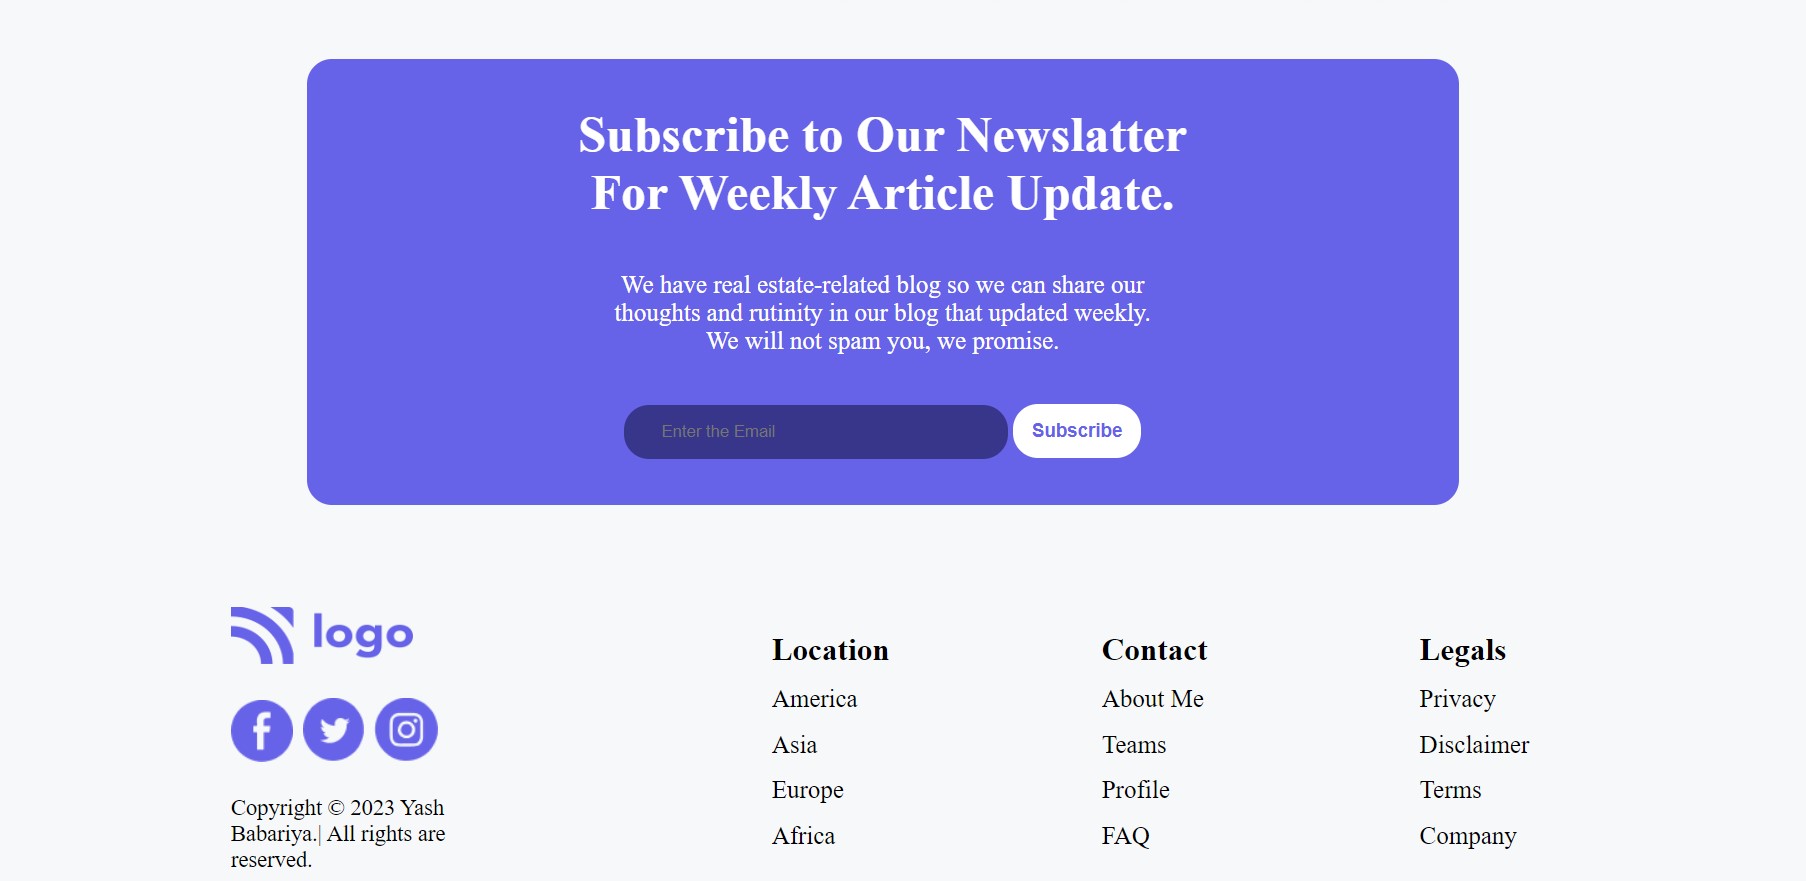 Subscribe to Our Newslatter
For Weekly Article Update.
We have real estate-related blog so we can share our
thoughts and rutinity in our blog that updated weekly.
We will not spam you, we promise.
Enter the Email
Subscribe
logo
Copyright © 2023 Yash
Babariya.| All rights are
reserved.
Location
America
Asia
Europe
Africa
Contact
About Me
Teams
Profile
FAQ
Legals
Privacy
Disclaimer
Terms
Company